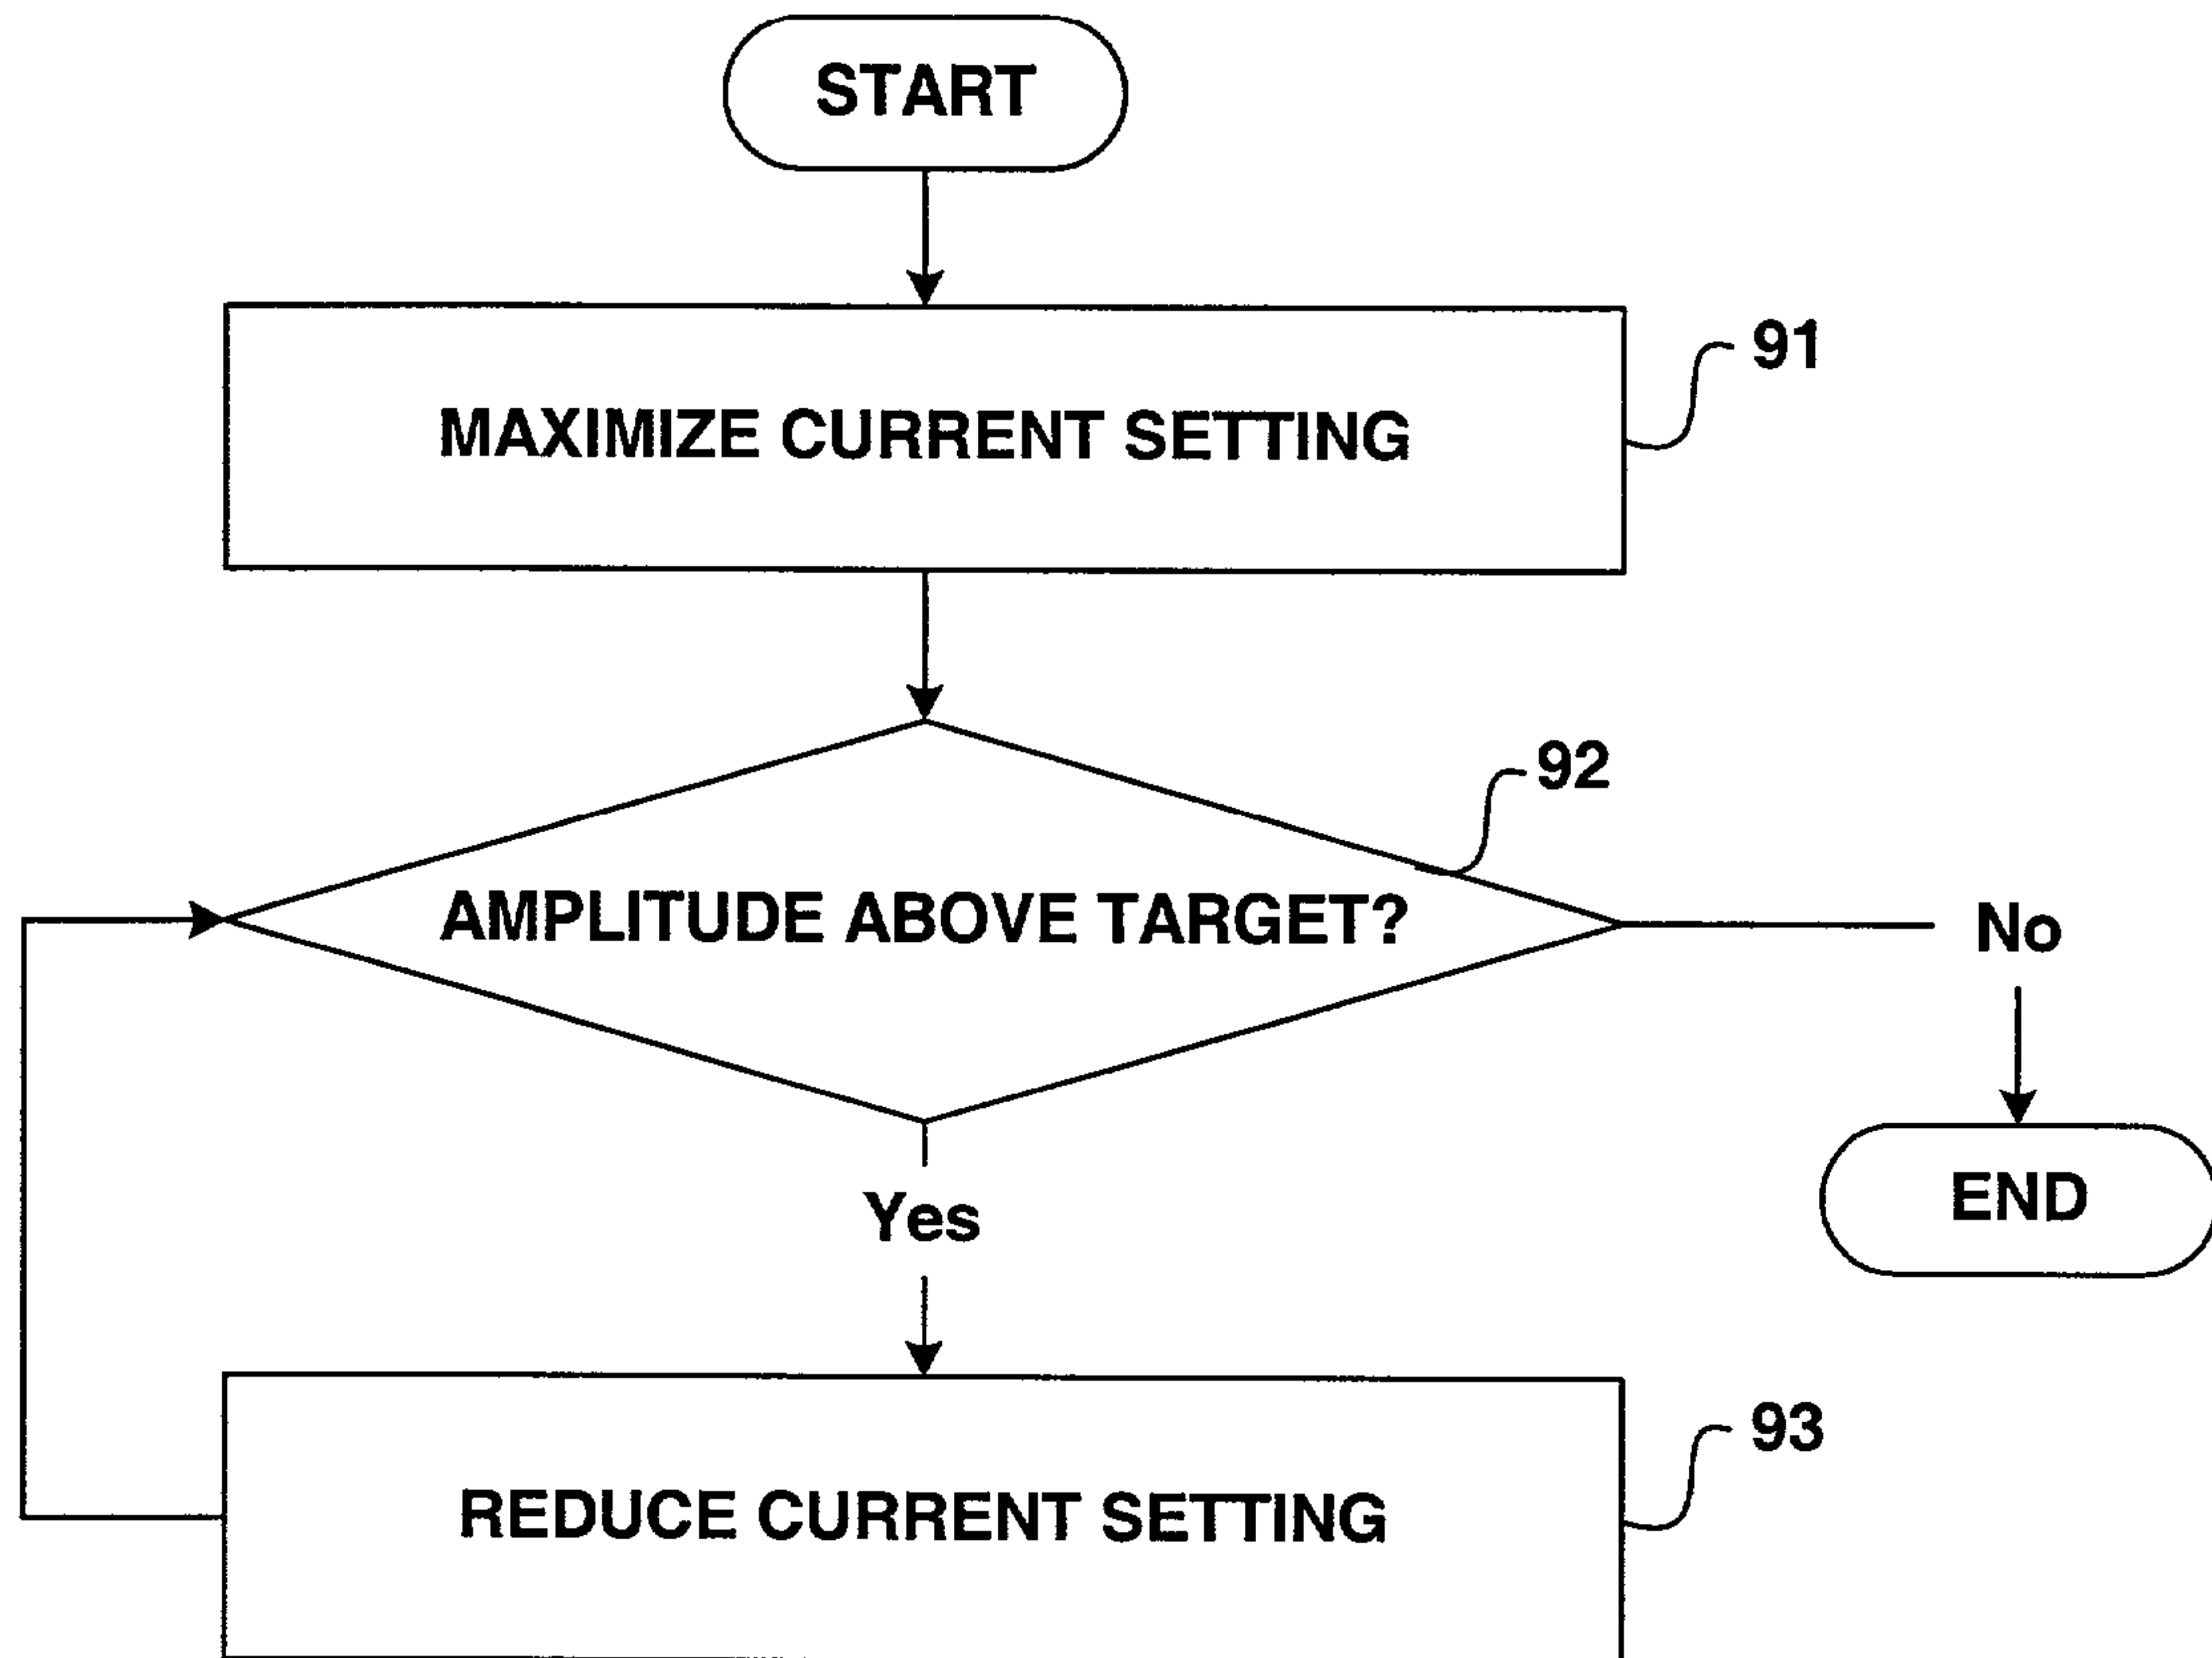 START
MAXIMIZE CURRENT SETTING
91
92
AMPLITUDE ABOVE TARGET?
No
Yes
END
93
REDUCE CURRENT SETTING